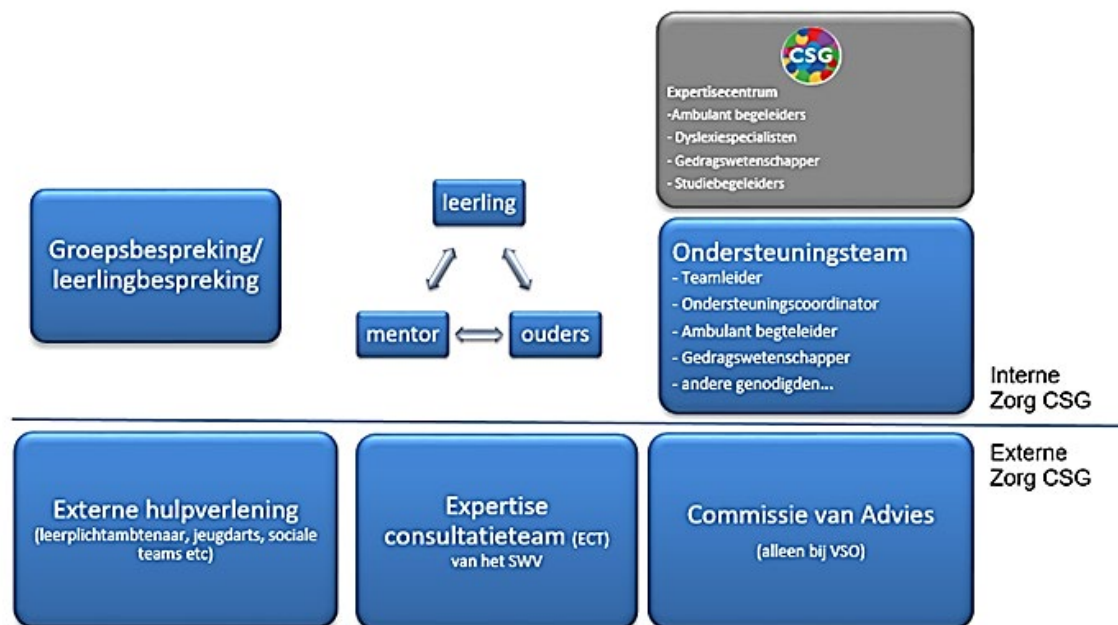 CSG
Expertisecentrum
-Ambulant begeleiders
- Dyslexiespecialisten
- Gedragswetenschapper
- Studiebegeleiders
Groepsbespreking/
leerlingbespreking
leerling
mentor
ouders
Ondersteuningsteam
- Teamleider
- Ondersteuningscoordinator
- Ambulant begteleider
- Gedragswetenschapper
- andere genodigden...
Interne
Zorg CSG
Externe
Zorg CSG
Externe hulpverlening
(leerplichtambtenaar, jeugdarts, sociale
teams etc)
Expertise
consultatieteam (ECT)
van het SWV
Commissie van Advies
(alleen bij VSO)